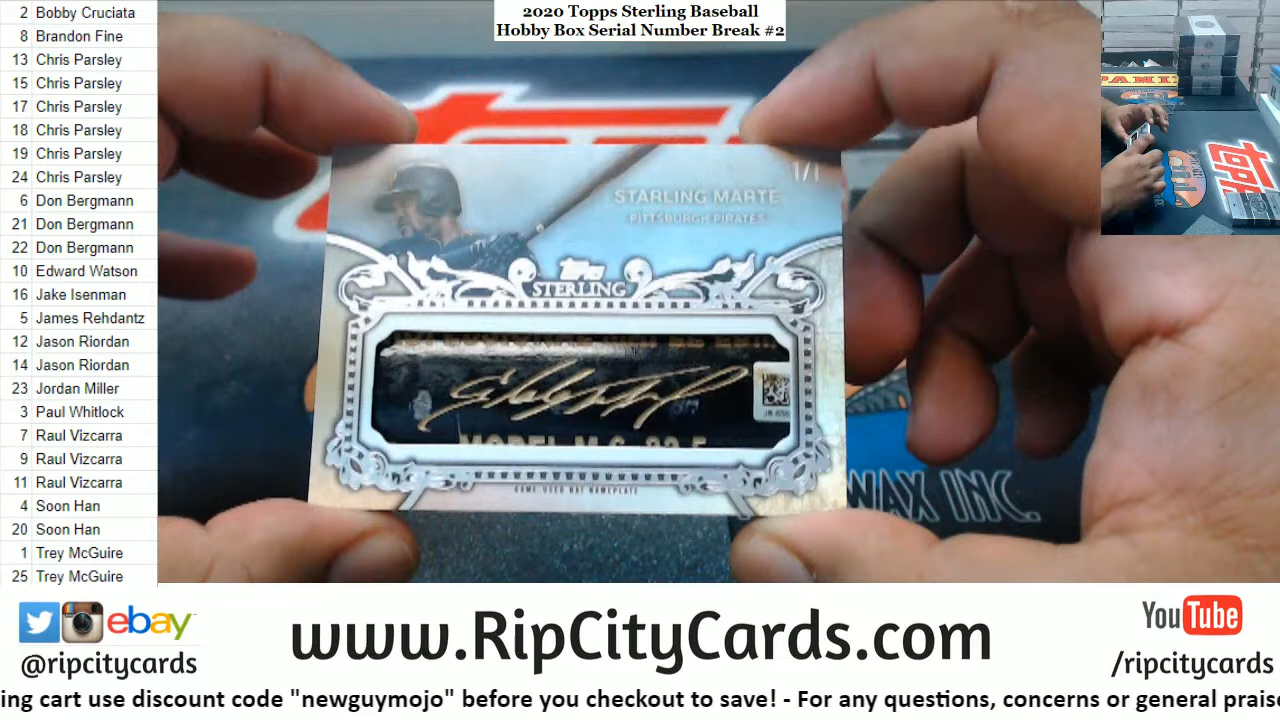 2 Bobby Cruciata
8 Brandon Fine
13 Chris Parsley
15 Chris Parsley
17 Chris Parsley
18 Chris Parsley
19 Chris Parsley
24 Chris Parsley
6 Don Bergmann
21 Don Bergmann
22 Don Bergmann
10 Edward Watson
16 Jake Isenman
5 James Rehdantz
12 Jason Riordan
14 Jason Riordan
23 Jordan Miller
3 Paul Whitlock
7 Raul Vizcarra
9 Raul Vizcarra
11 Raul Vizcarra
4 Soon Han
20 Soon Han
1 Trey McGuire
25 Trey McGuire
2020 Topps Sterling Baseball
Hobby Box Serial Number Break #2
1/1
STARLING MARTE
PITTSBURGH PIRATES
topps
STERLING
GAME-USED BAT NAMEPLATE
WAX INC.
PANINI
ebay
@ripcitycards
www.RipCityCards.com
YouTube
/ripcitycards
ing cart use discount code "newguymojo" before you checkout to save! - For any questions, concerns or general praise